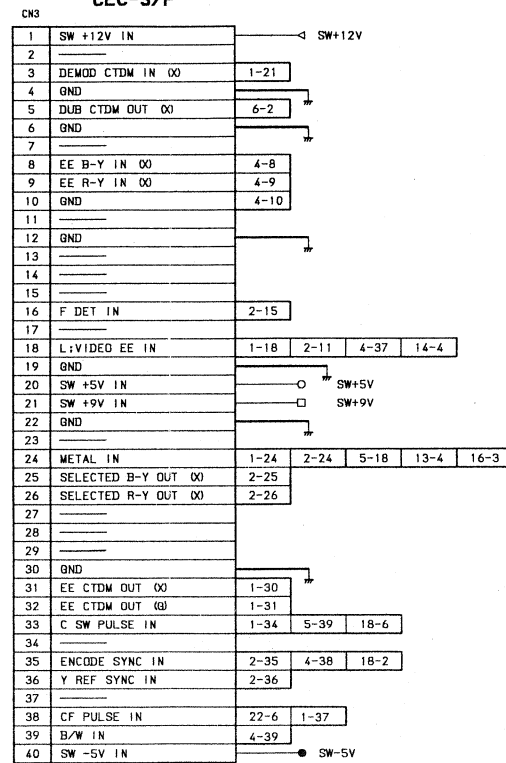 CN3
1 SW +12V IN SW+12V
2
3 DEMOD CTDM IN (X) 1-21
4 GND
5 DUB CTDM OUT (X) 6-2
6 GND
7
8 EE B-Y IN (X) 4-8
9 EE R-Y IN (X) 4-9
10 GND 4-10
11
12 GND
13
14
15
16 F DET IN 2-15
17
18 L;VIDEO EE IN 1-18 2-11 4-37 14-4
19 GND
20 SW +5V IN SW+5V
21 SW +9V IN SW+9V
22 GND
23
24 METAL IN 1-24 2-24 5-18 13-4 16-3
25 SELECTED B-Y OUT (X) 2-25
26 SELECTED R-Y OUT (X) 2-26
27
28
29
30 GND
31 EE CTDM OUT (X) 1-30
32 EE CTDM OUT (G) 1-31
33 C SW PULSE IN 1-34 5-39 18-6
34
35 ENCODE SYNC IN 2-35 4-38 18-2
36 Y REF SYNC IN 2-36
37
38 CF PULSE IN 22-6 1-37
39 B/W IN 4-39
40 SW -5V IN SW-5V